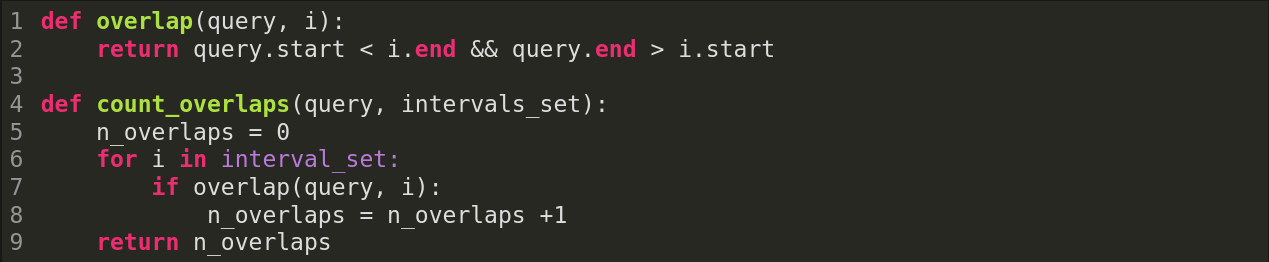 1 def overlap(query, i):
2     return query.start < i.end && query.end > i.start
3
4 def count_overlaps(query, intervals_set):
5     n_overlaps = 0
6     for i in interval_set:
7         if overlap(query, i):
8             n_overlaps = n_overlaps +1
9     return n_overlaps